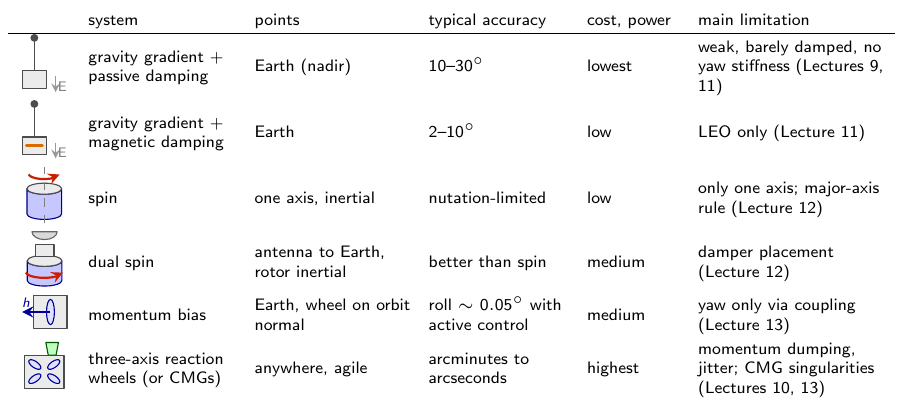 system points typical accuracy cost, power main limitation
gravity gradient + passive damping Earth (nadir) 10–30° lowest weak, barely damped, no yaw stiffness (Lectures 9, 11)
E
gravity gradient + magnetic damping Earth 2–10° low LEO only (Lecture 11)
E
spin one axis, inertial nutation-limited low only one axis; major-axis rule (Lecture 12)
dual spin antenna to Earth, rotor inertial better than spin medium damper placement (Lecture 12)
h
momentum bias Earth, wheel on orbit normal roll ∼ 0.05° with active control medium yaw only via coupling (Lecture 13)
three-axis reaction wheels (or CMGs) anywhere, agile arcminutes to arcseconds highest momentum dumping, jitter; CMG singularities (Lectures 10, 13)